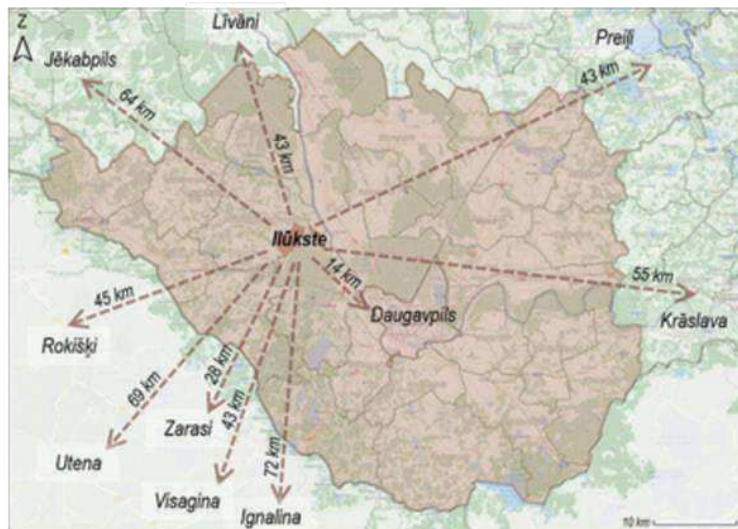 Z
Līvāni
Preiļi
Jēkabpils
43 km
64 km
43 km
Ilūkste
14 km
55 km
45 km
Daugavpils
Krāslava
Rokišķi
28 km
69 km
43 km
Zarasi
72 km
Utena
Visagina
Ignalina
10 km